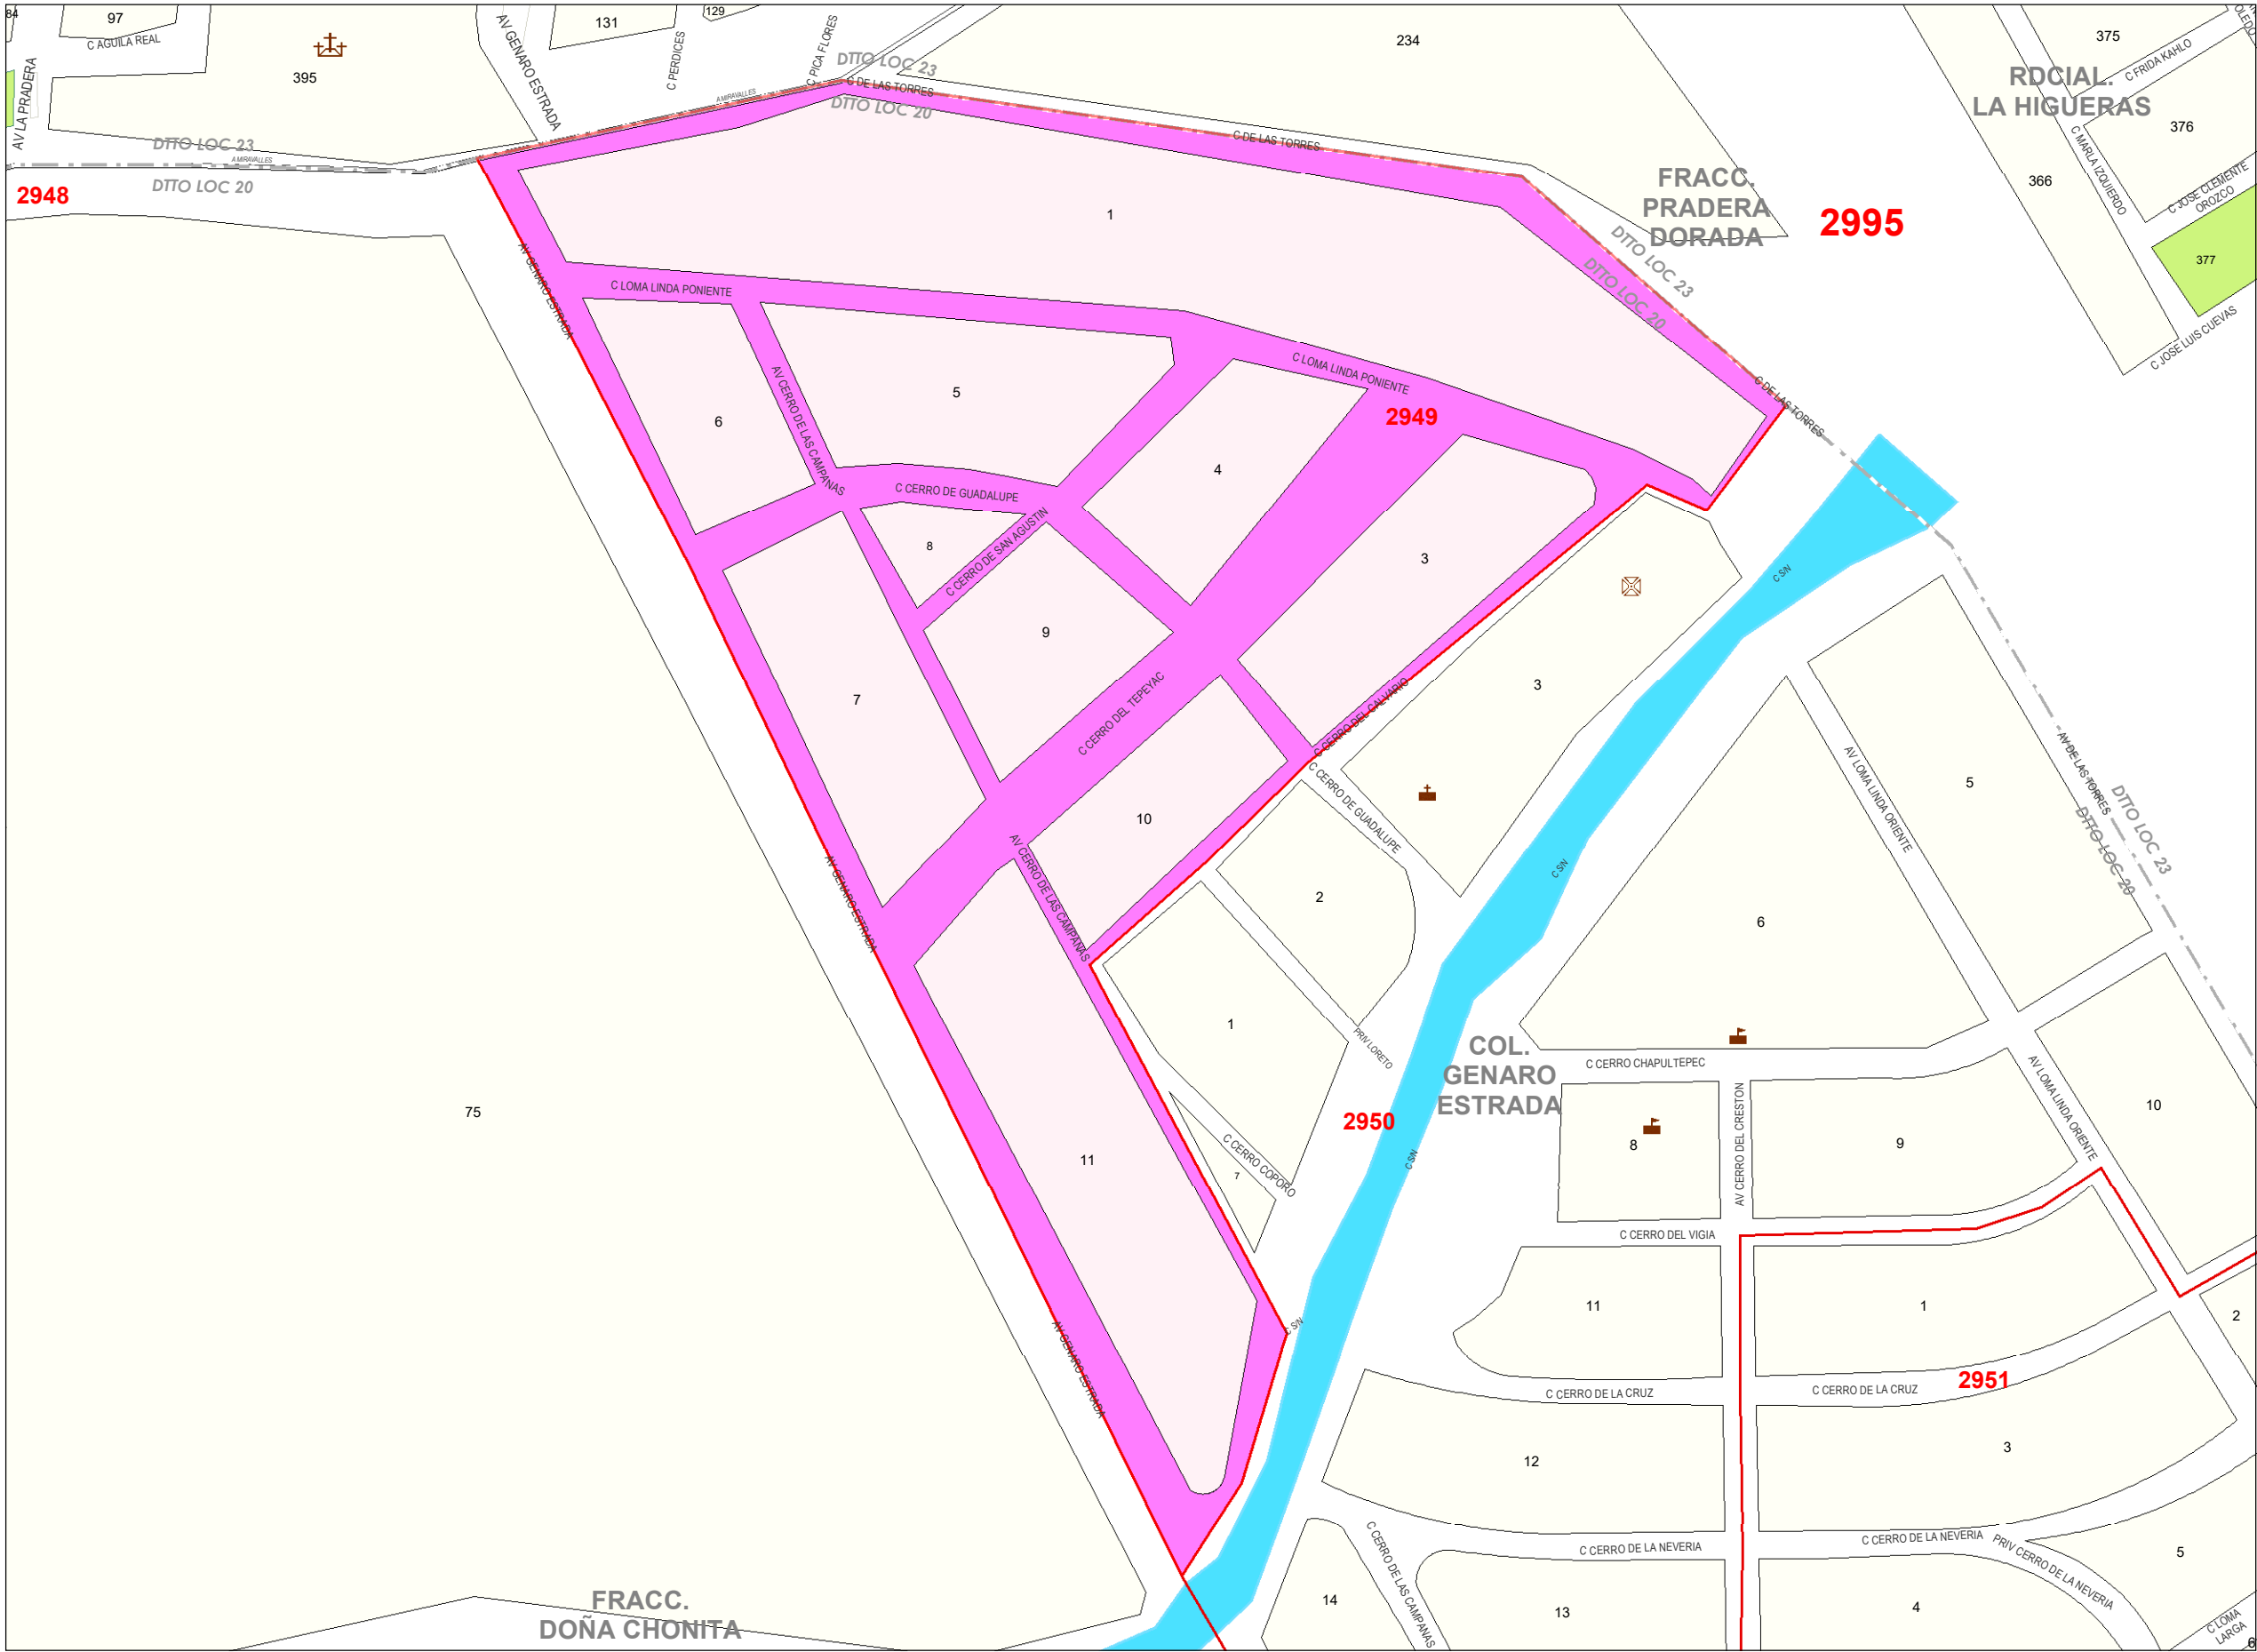 84
97
C AGUILA REAL
AV LA PRADERA
395
AV GENARO ESTRADA
131
C PERDICES
129
C PICA FLORES
DTTO LOC 23
C DE LAS TORRES
DTTO LOC 20
234
C DE LAS TORRES
375
C FRIDA KAHLO
RDCIAL.
LA HIGUERAS
376
C MARLA IZQUIERDO
366
C JOSE CLEMENTE
OROZCO
377
C JOSE LUIS CUEVAS
DTTO LOC 23
A MIRAVALLES
A MIRAVALLES
DTTO LOC 20
2948
FRACC.
PRADERA
DORADA
2995
DTTO LOC 23
DTTO LOC 20
C DE LAS TORRES
1
AV GENARO ESTRADA
C LOMA LINDA PONIENTE
C LOMA LINDA PONIENTE
2949
6
AV CERRO DE LAS CAMPANAS
5
4
3
C CERRO DE GUADALUPE
8
C CERRO DE SAN AGUSTIN
9
7
C CERRO DEL TEPEYAC
C CERRO DEL CALVARIO
10
AV CERRO DE LAS CAMPANAS
AV GENARO ESTRADA
11
AV GENARO ESTRADA
75
FRACC.
DOÑA CHONITA
C S/N
3
C CERRO DE GUADALUPE
2
1
PRIV LORETO
C CERRO COPORO
7
2950
C S/N
C S/N
C S/N
COL.
GENARO
ESTRADA
6
AV LOMA LINDA ORIENTE
5
AV DE LAS TORRES
DTTO LOC 23
DTTO LOC 20
C CERRO CHAPULTEPEC
8
AV CERRO DEL CRESTON
9
AV LOMA LINDA ORIENTE
10
C CERRO DEL VIGIA
11
1
2
C CERRO DE LA CRUZ
C CERRO DE LA CRUZ
2951
12
3
C CERRO DE LA NEVERIA
C CERRO DE LA NEVERIA
PRIV CERRO DE LA NEVERIA
5
14
C CERRO DE LAS CAMPANAS
13
4
C LOMA
LARGA
6